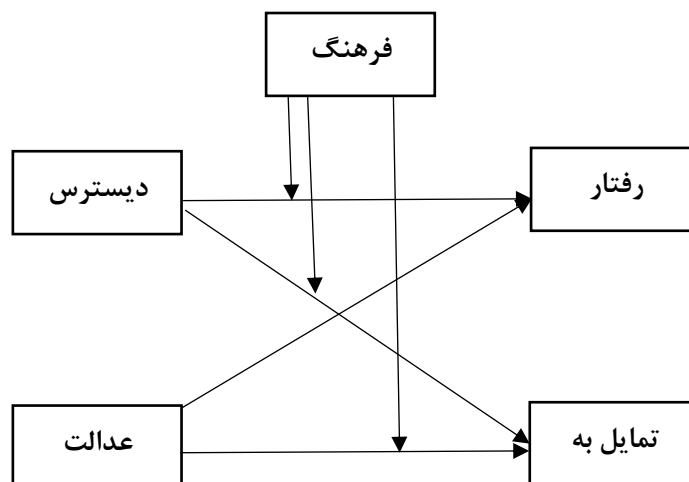 فرهنگ
دیسترس
رفتار
عدالت
تمایل به